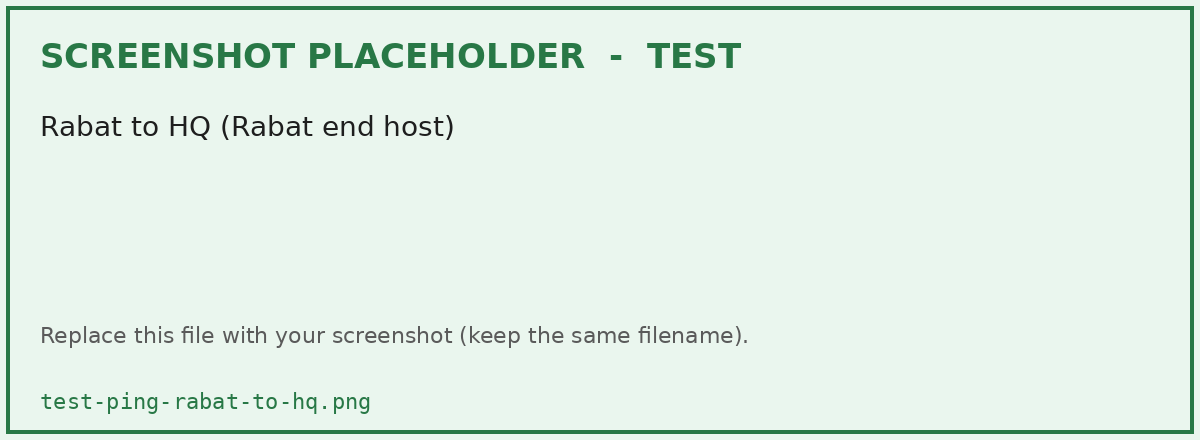 SCREENSHOT PLACEHOLDER - TEST
Rabat to HQ (Rabat end host)
Replace this file with your screenshot (keep the same filename).
test-ping-rabat-to-hq.png